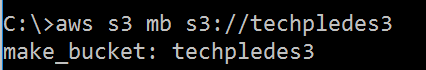 C:\>aws s3 mb s3://techpledes3
make_bucket: techpledes3